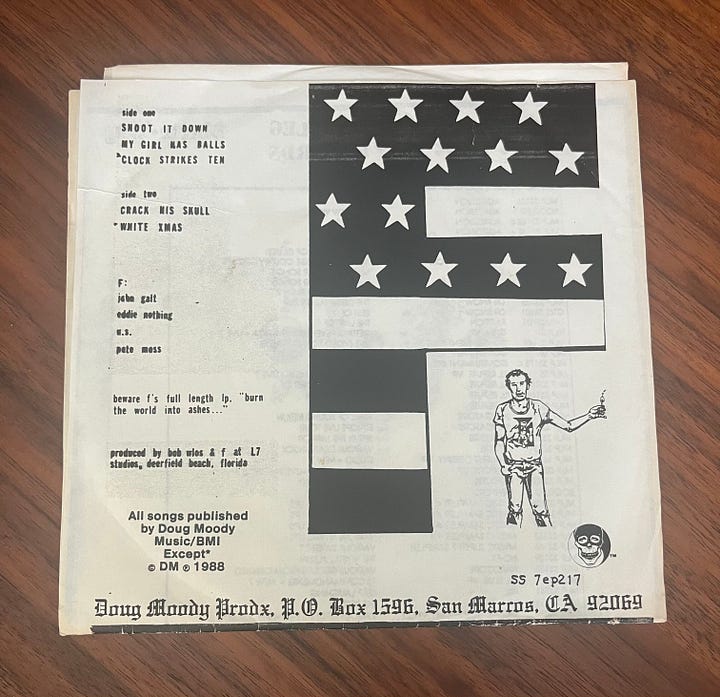 side one
SHOOT IT DOWN
MY GIRL HAS BALLS
*CLOCK STRIKES TEN
side two
CRACK HIS SKULL
*WHITE XMAS
F:
john galt
eddie nothing
u.s.
pete moss
beware f's full length lp. "burn
the world into ashes..."
produced by bob wlos & f at L7
studios, deerfield beach, florida
All songs published
by Doug Moody
Music/BMI
Except*
© DM ℗ 1988
TM
SS 7ep217
Doug Moody Prodx, P.O. Box 1596, San Marcos, CA 92069